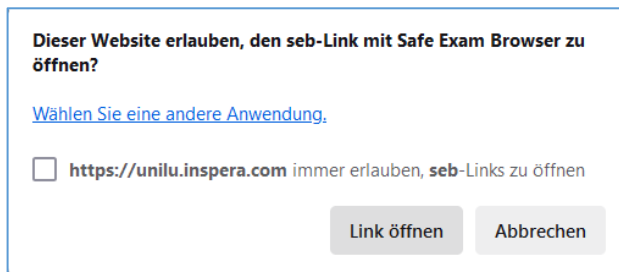 Dieser Website erlauben, den seb-Link mit Safe Exam Browser zu
öffnen?
Wählen Sie eine andere Anwendung.
https://unilu.inspera.com immer erlauben, seb-Links zu öffnen
Link öffnen
Abbrechen